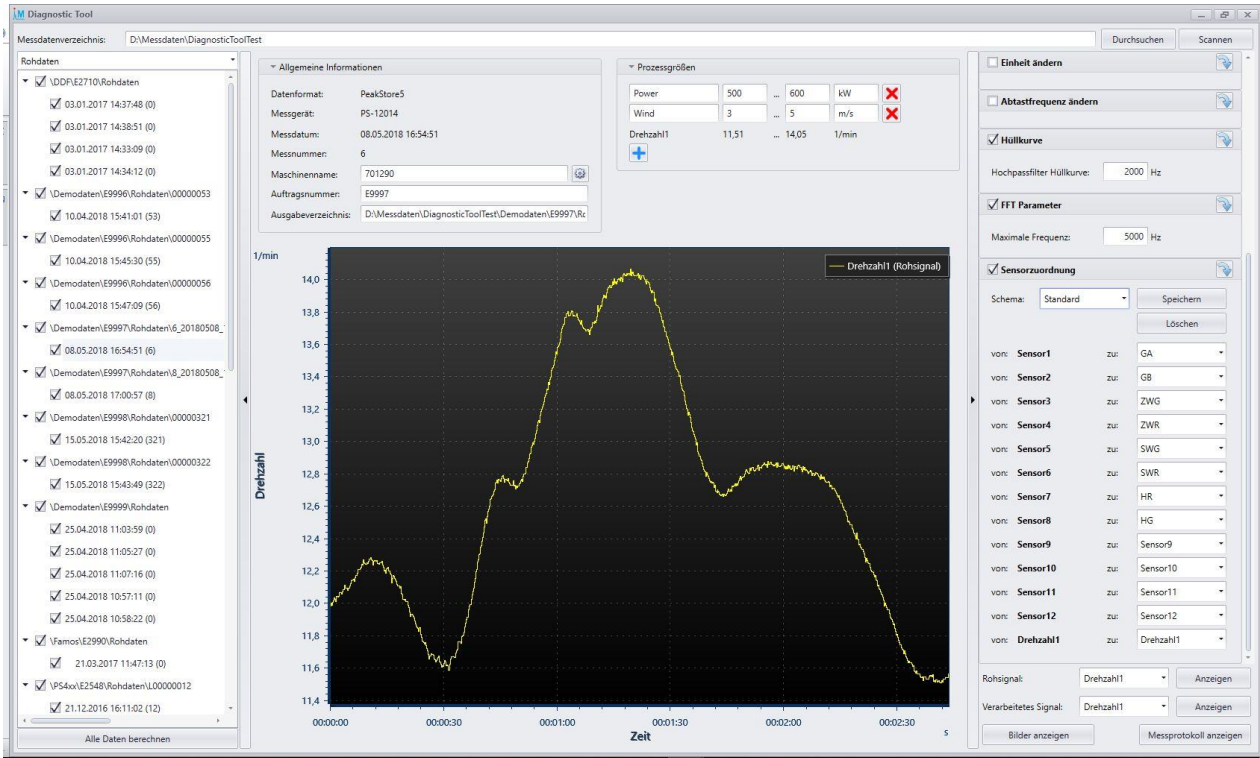 Diagnostic Tool
Messdatenverzeichnis: D:\Messdaten\DiagnosticToolTest Durchsuchen Scannen
Rohdaten
\DDF\E2710\Rohdaten
03.01.2017 14:37:48 (0)
03.01.2017 14:38:51 (0)
03.01.2017 14:33:09 (0)
03.01.2017 14:34:12 (0)
\Demodaten\E9996\Rohdaten\00000053
10.04.2018 15:41:01 (53)
\Demodaten\E9996\Rohdaten\00000055
10.04.2018 15:45:30 (55)
\Demodaten\E9996\Rohdaten\00000056
10.04.2018 15:47:09 (56)
\Demodaten\E9997\Rohdaten\6_20180508_
08.05.2018 16:54:51 (6)
\Demodaten\E9997\Rohdaten\8_20180508_
08.05.2018 17:00:57 (8)
\Demodaten\E9998\Rohdaten\00000321
15.05.2018 15:42:20 (321)
\Demodaten\E9998\Rohdaten\00000322
15.05.2018 15:43:49 (322)
\Demodaten\E9999\Rohdaten
25.04.2018 11:03:59 (0)
25.04.2018 11:05:27 (0)
25.04.2018 11:07:16 (0)
25.04.2018 10:57:11 (0)
25.04.2018 10:58:22 (0)
\Famos\E2990\Rohdaten
21.03.2017 11:47:13 (0)
\PS4xx\E2548\Rohdaten\L00000012
21.12.2016 16:11:02 (12)
Alle Daten berechnen
Allgemeine Informationen
Datenformat: PeakStore5
Messgerät: PS-12014
Messdatum: 08.05.2018 16:54:51
Messnummer: 6
Maschinenname: 701290
Auftragsnummer: E9997
Ausgabeverzeichnis: D:\Messdaten\DiagnosticToolTest\Demodaten\E9997\Rc
Prozessgrößen
Power 500 ... 600 kW
Wind 3 ... 5 m/s
Drehzahl1 11,51 ... 14,05 1/min
1/min
Drehzahl1 (Rohsignal)
14,0
13,8
13,6
13,4
13,2
13,0
12,8
12,6
12,4
12,2
12,0
11,8
11,6
11,4
Drehzahl
00:00:00 00:00:30 00:01:00 00:01:30 00:02:00 00:02:30
Zeit s
Einheit ändern
Abtastfrequenz ändern
Hüllkurve
Hochpassfilter Hüllkurve: 2000 Hz
FFT Parameter
Maximale Frequenz: 5000 Hz
Sensorzuordnung
Schema: Standard Speichern
Löschen
von: Sensor1 zu: GA
von: Sensor2 zu: GB
von: Sensor3 zu: ZWG
von: Sensor4 zu: ZWR
von: Sensor5 zu: SWG
von: Sensor6 zu: SWR
von: Sensor7 zu: HR
von: Sensor8 zu: HG
von: Sensor9 zu: Sensor9
von: Sensor10 zu: Sensor10
von: Sensor11 zu: Sensor11
von: Sensor12 zu: Sensor12
von: Drehzahl1 zu: Drehzahl1
Rohsignal: Drehzahl1 Anzeigen
Verarbeitetes Signal: Drehzahl1 Anzeigen
Bilder anzeigen Messprotokoll anzeigen